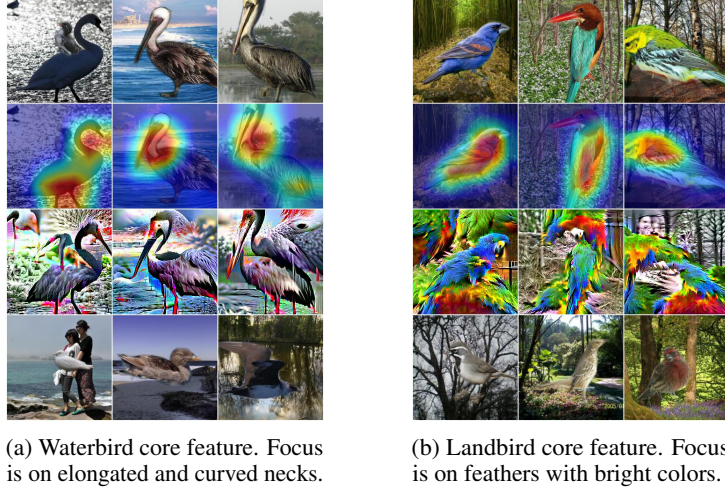 (a) Waterbird core feature. Focus
is on elongated and curved necks.
(b) Landbird core feature. Focus
is on feathers with bright colors.